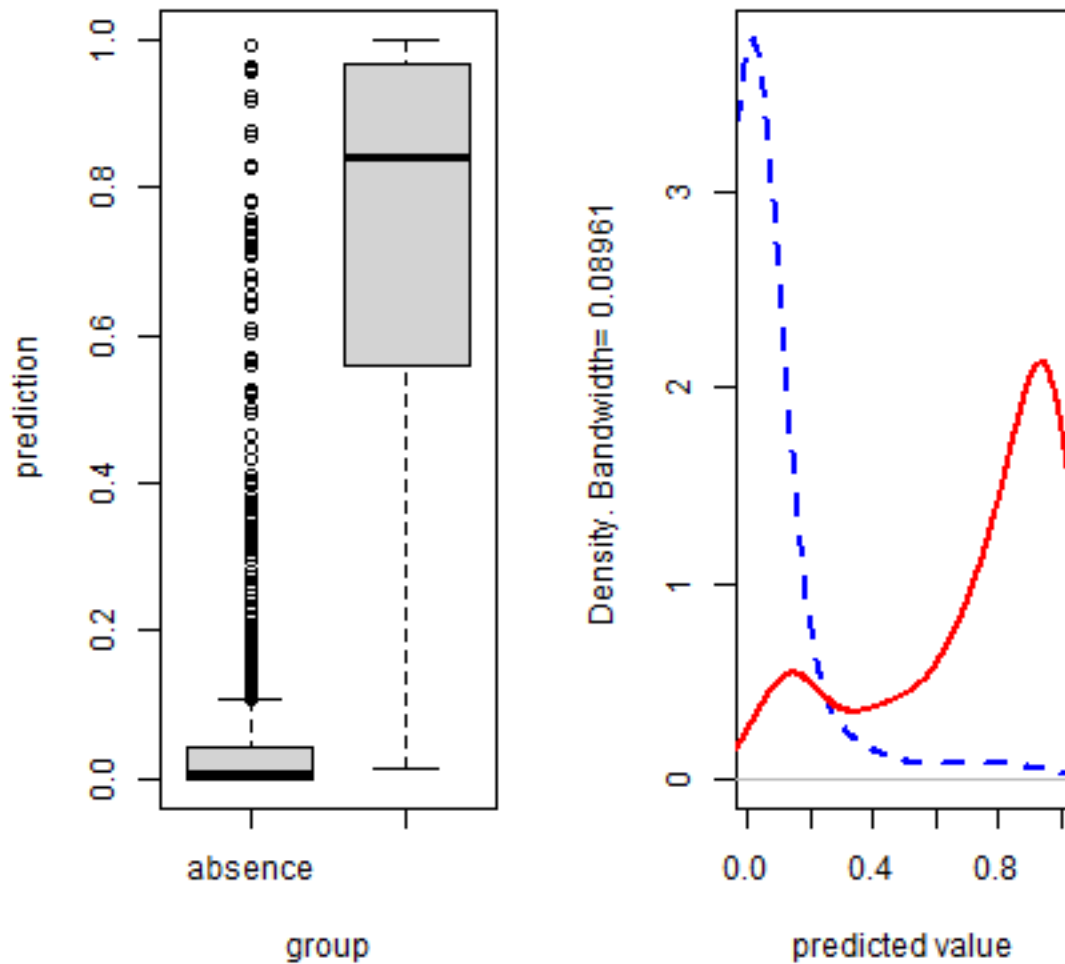 prediction
1.0
0.8
0.6
0.4
0.2
0.0
absence
group
Density. Bandwidth= 0.08961
3
2
1
0
0.0 0.4 0.8
predicted value